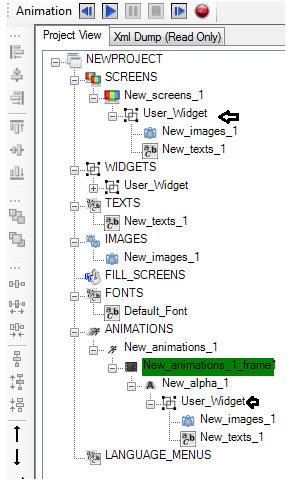 Animation
Project View Xml Dump (Read Only)
NEWPROJECT
SCREENS
New_screens_1
User_Widget
New_images_1
New_texts_1
WIDGETS
User_Widget
TEXTS
New_texts_1
IMAGES
New_images_1
FILL_SCREENS
FONTS
Default_Font
ANIMATIONS
New_animations_1
New_animations_1_frame1
New_alpha_1
User_Widget
New_images_1
New_texts_1
LANGUAGE_MENUS